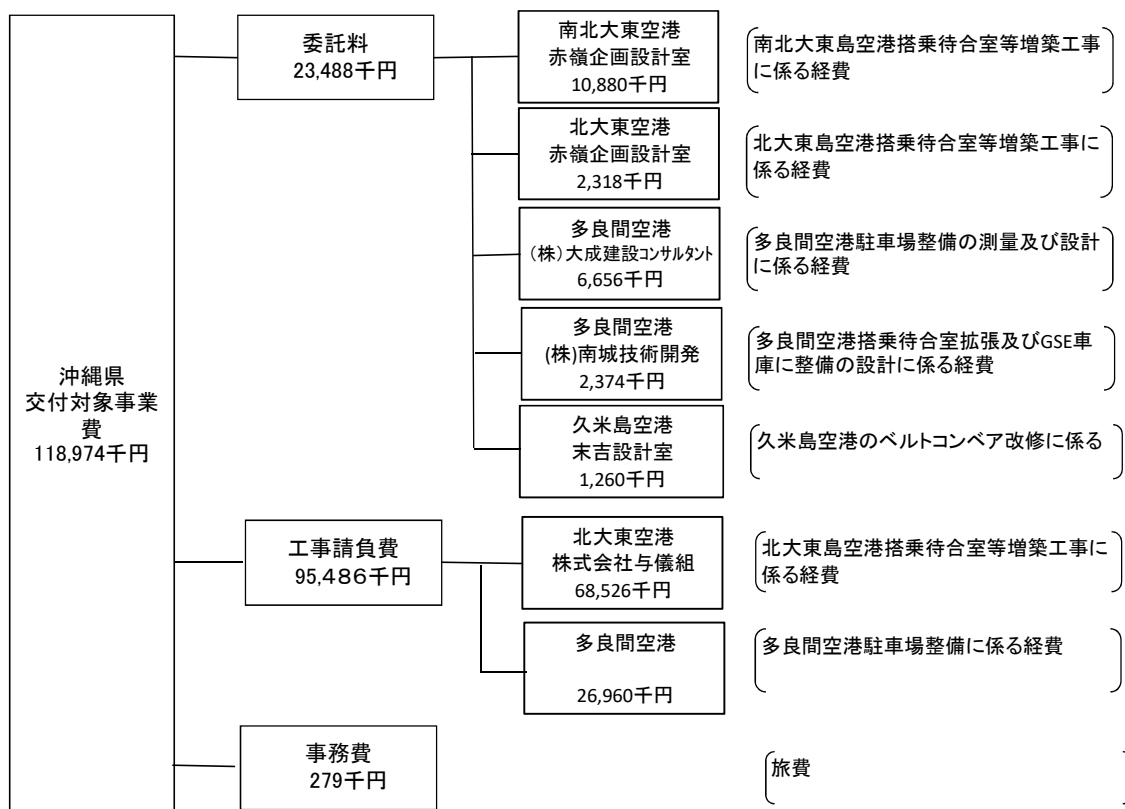 沖縄県
交付対象事業
費
118,974千円
委託料
23,488千円
南北大東空港
赤嶺企画設計室
10,880千円
南北大東島空港搭乗待合室等増築工事
に係る経費
北大東空港
赤嶺企画設計室
2,318千円
北大東島空港搭乗待合室等増築工事に
係る経費
多良間空港
（株）大成建設コンサルタント
6,656千円
多良間空港駐車場整備の測量及び設計
に係る経費
多良間空港
(株)南城技術開発
2,374千円
多良間空港搭乗待合室拡張及びGSE車
庫に整備の設計に係る経費
久米島空港
末吉設計室
1,260千円
久米島空港のベルトコンベア改修に係る
工事請負費
95,486千円
北大東空港
株式会社与儀組
68,526千円
北大東島空港搭乗待合室等増築工事に
係る経費
多良間空港
26,960千円
多良間空港駐車場整備に係る経費
事務費
279千円
旅費